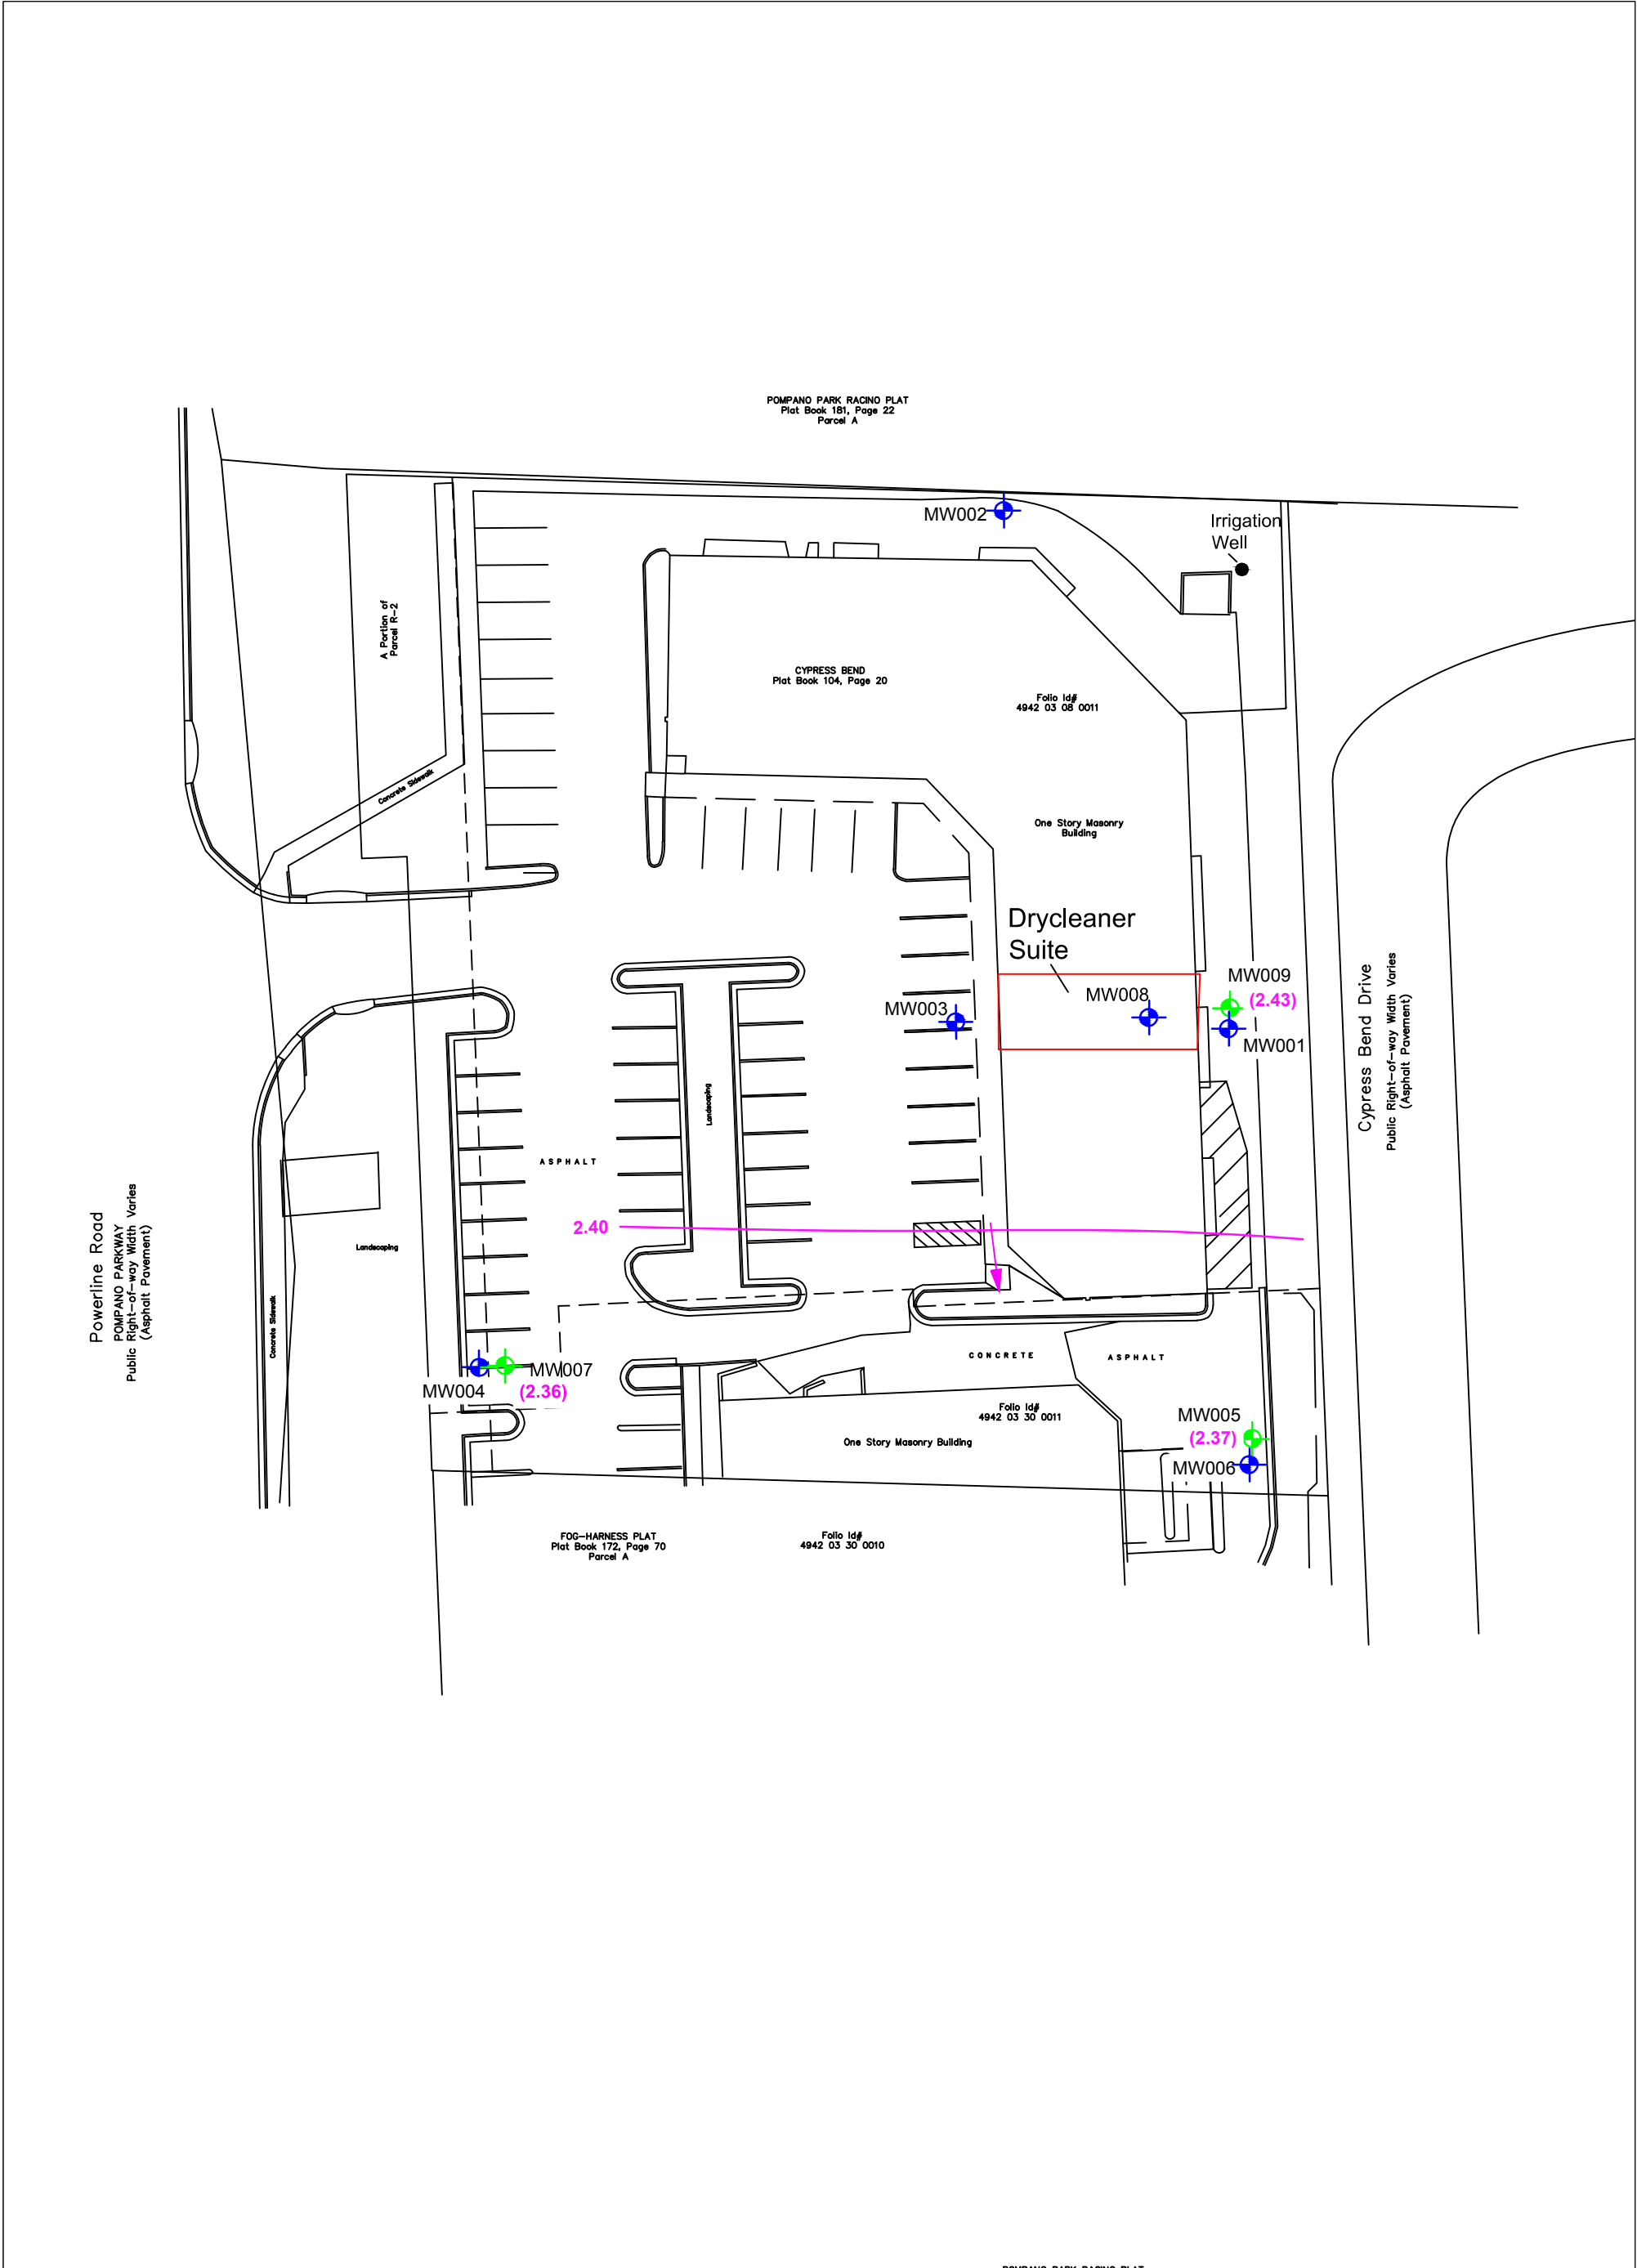 POMPANO PARK RACINO PLAT
Plat Book 181, Page 22
Parcel A
MW002
Irrigation
Well
A Portion of
Parcel R-2
CYPRESS BEND
Plat Book 104, Page 20
Folio Id#
4942 03 08 0011
Concrete Sidewalk
One Story Masonry
Building
Drycleaner
Suite
MW009
(2.43)
MW008
MW003
MW001
Cypress Bend Drive
Public Right-of-way Width Varies
(Asphalt Pavement)
Landscaping
ASPHALT
Powerline Road
POMPANO PARKWAY
Public Right-of-way Width Varies
(Asphalt Pavement)
2.40
Landscaping
Concrete Sidewalk
CONCRETE
ASPHALT
MW007
MW004
(2.36)
Folio Id#
4942 03 30 0011
MW005
(2.37)
One Story Masonry Building
MW006
FOG-HARNESS PLAT
Plat Book 172, Page 70
Parcel A
Folio Id#
4942 03 30 0010
POMPANO PARK RACINO PLAT